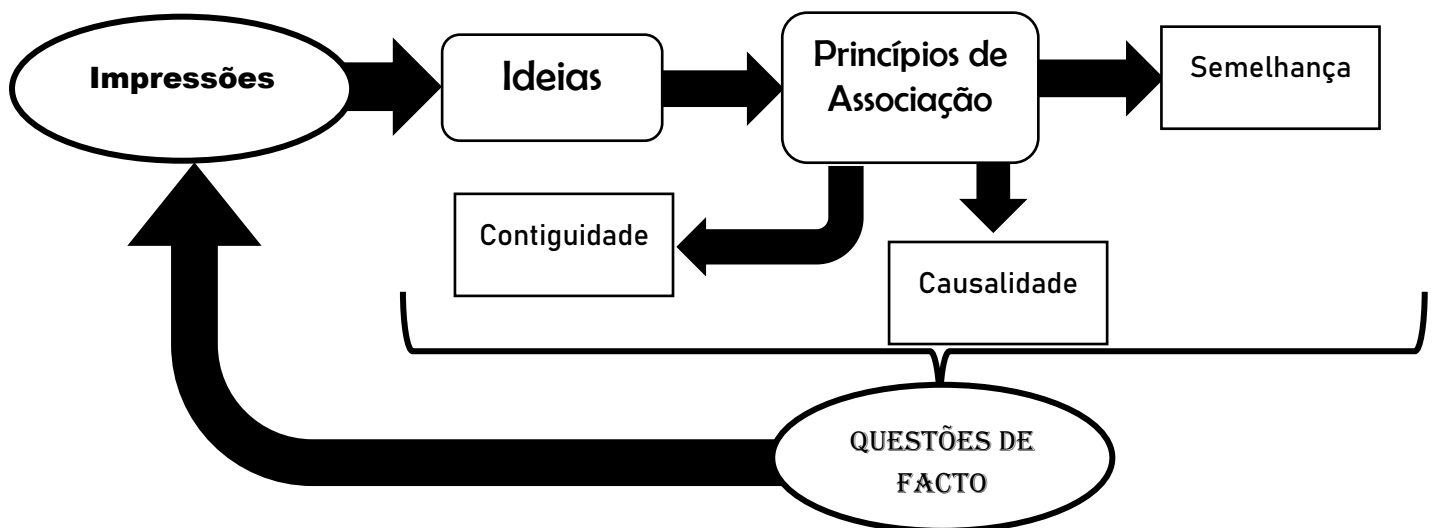 Impressões
Ideias
Princípios de
Associação
Semelhança
Contiguidade
Causalidade
QUESTÕES DE
FACTO